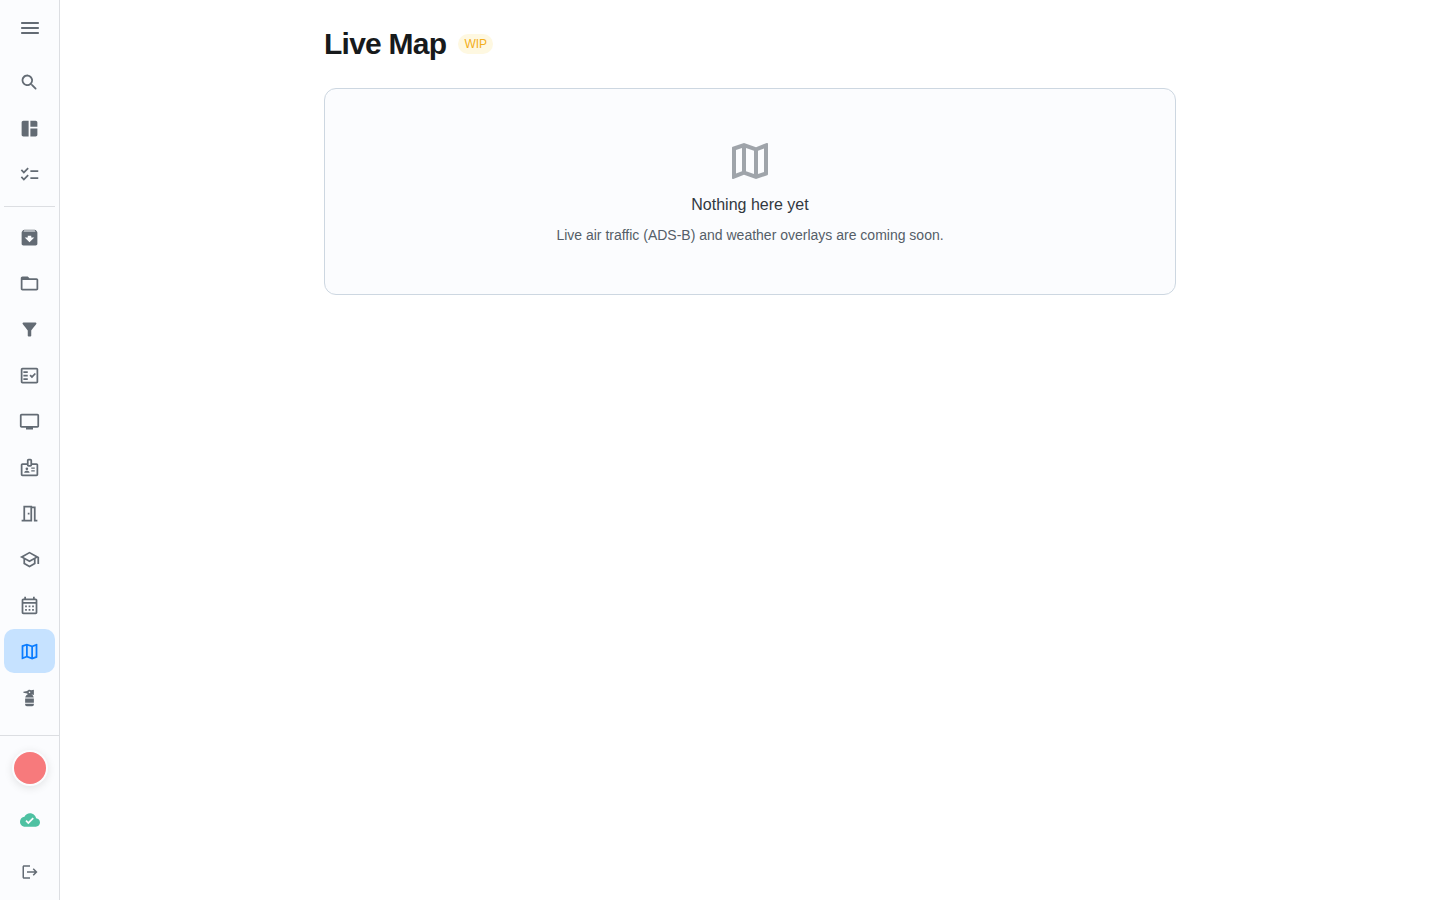 Live Map
WIP
Nothing here yet
Live air traffic (ADS-B) and weather overlays are coming soon.